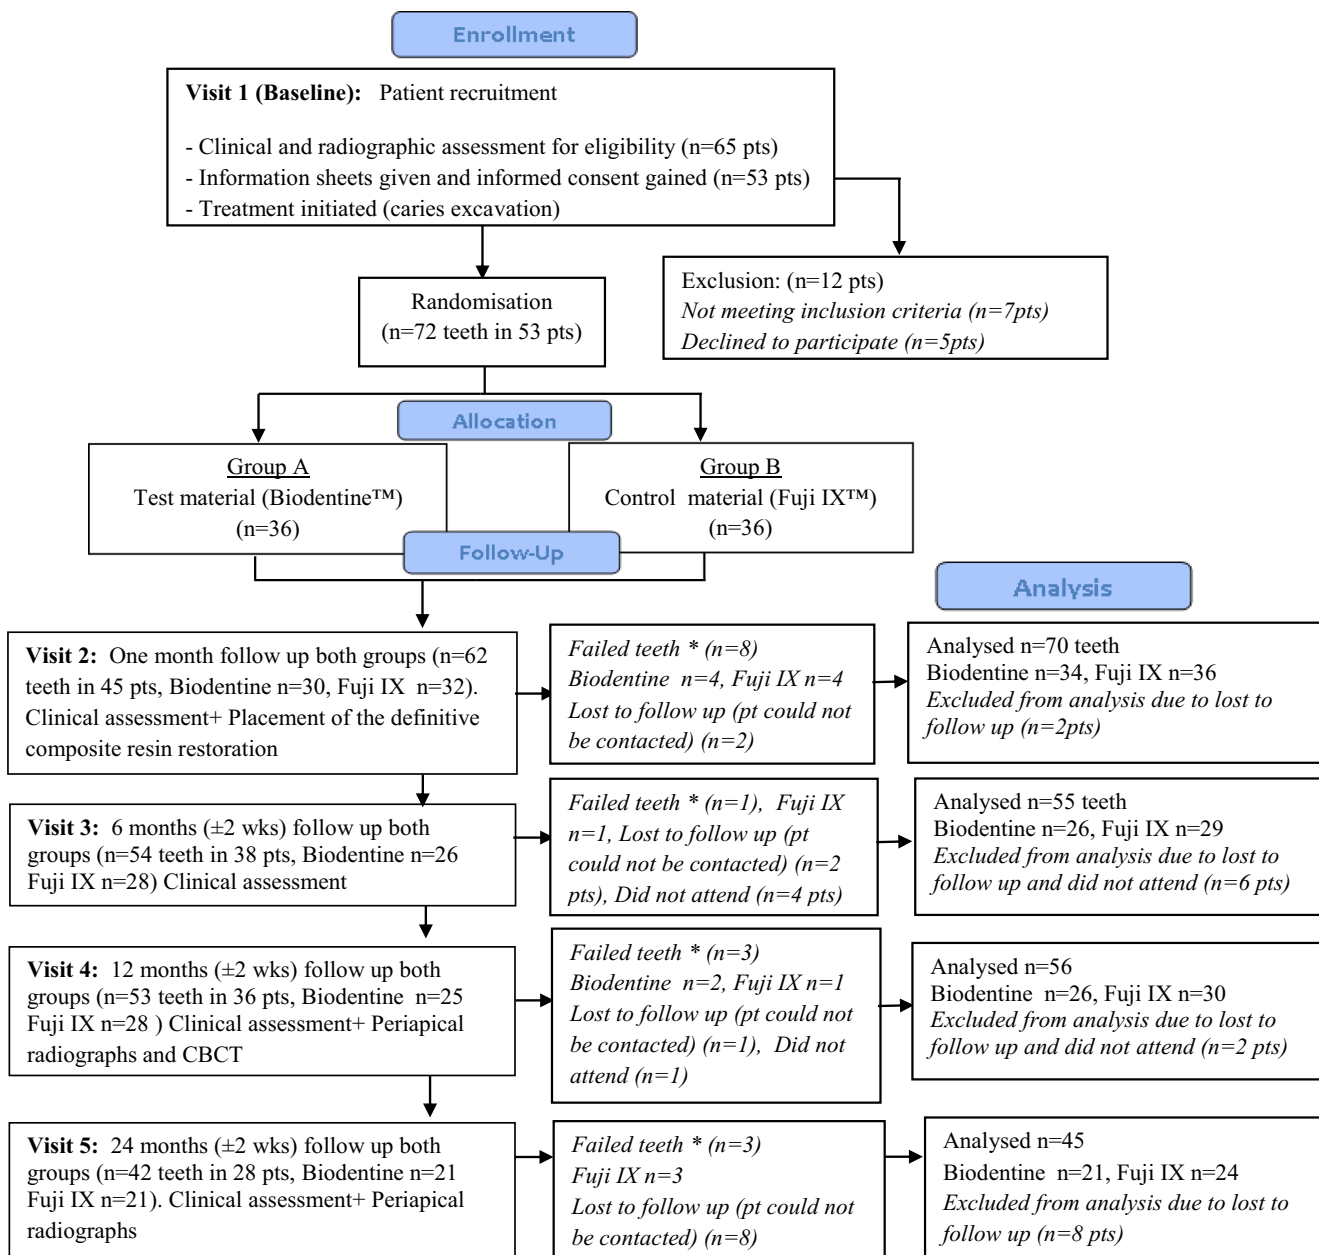 Enrollment
Visit 1 (Baseline): Patient recruitment
- Clinical and radiographic assessment for eligibility (n=65 pts)
- Information sheets given and informed consent gained (n=53 pts)
- Treatment initiated (caries excavation)
Exclusion: (n=12 pts)
Not meeting inclusion criteria (n=7pts)
Declined to participate (n=5pts)
Randomisation
(n=72 teeth in 53 pts)
Allocation
Group A
Test material (Biodentine™)
(n=36)
Group B
Control material (Fuji IX™)
(n=36)
Follow-Up
Analysis
Visit 2: One month follow up both groups (n=62
teeth in 45 pts, Biodentine n=30, Fuji IX n=32).
Clinical assessment+ Placement of the definitive
composite resin restoration
Failed teeth * (n=8)
Biodentine n=4, Fuji IX n=4
Lost to follow up (pt could not
be contacted) (n=2)
Analysed n=70 teeth
Biodentine n=34, Fuji IX n=36
Excluded from analysis due to lost to
follow up (n=2pts)
Visit 3: 6 months (±2 wks) follow up both
groups (n=54 teeth in 38 pts, Biodentine n=26
Fuji IX n=28) Clinical assessment
Failed teeth * (n=1), Fuji IX
n=1, Lost to follow up (pt
could not be contacted) (n=2
pts), Did not attend (n=4 pts)
Analysed n=55 teeth
Biodentine n=26, Fuji IX n=29
Excluded from analysis due to lost to
follow up and did not attend (n=6 pts)
Visit 4: 12 months (±2 wks) follow up both
groups (n=53 teeth in 36 pts, Biodentine n=25
Fuji IX n=28 ) Clinical assessment+ Periapical
radiographs and CBCT
Failed teeth * (n=3)
Biodentine n=2, Fuji IX n=1
Lost to follow up (pt could not
be contacted) (n=1), Did not
attend (n=1)
Analysed n=56
Biodentine n=26, Fuji IX n=30
Excluded from analysis due to lost to
follow up and did not attend (n=2 pts)
Visit 5: 24 months (±2 wks) follow up both
groups (n=42 teeth in 28 pts, Biodentine n=21
Fuji IX n=21). Clinical assessment+ Periapical
radiographs
Failed teeth * (n=3)
Fuji IX n=3
Lost to follow up (pt could not
be contacted) (n=8)
Analysed n=45
Biodentine n=21, Fuji IX n=24
Excluded from analysis due to lost to
follow up (n=8 pts)